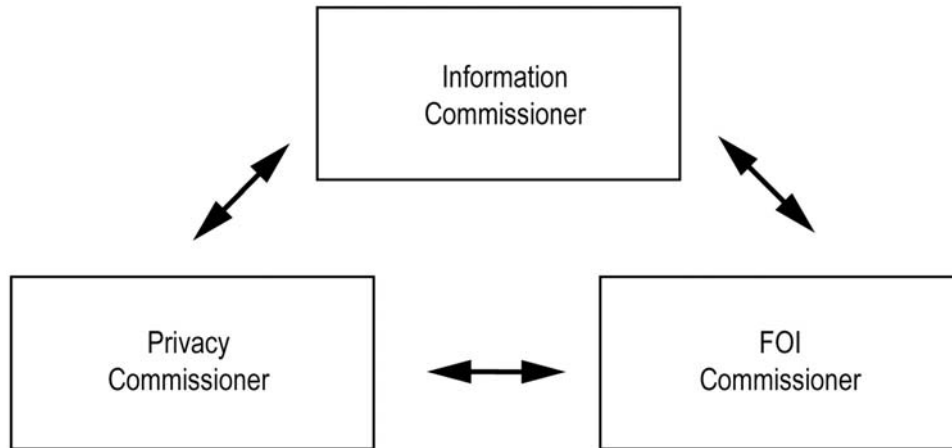 Information
Commissioner
Privacy
Commissioner
FOI
Commissioner